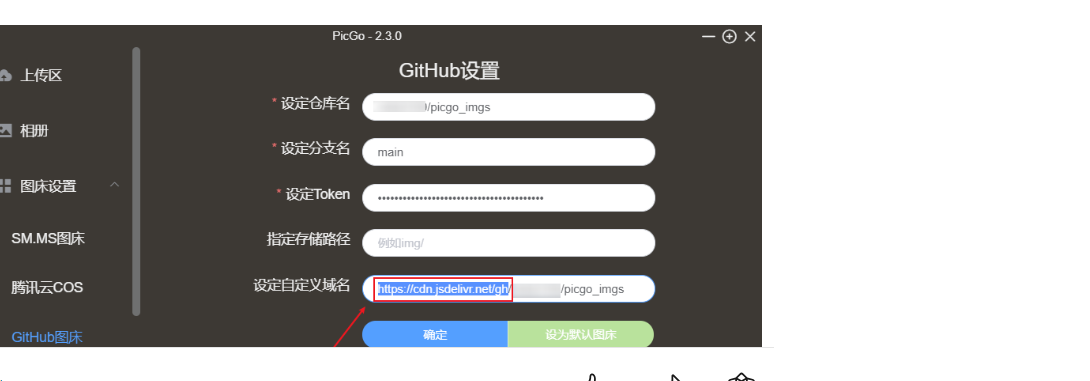 PicGo - 2.3.0
上传区
相册
图床设置
SM.MS图床
腾讯云COS
GitHub图床
GitHub设置
* 设定仓库名
/picgo_imgs
* 设定分支名
main
* 设定Token
指定存储路径
例如img/
设定自定义域名
https://cdn.jsdelivr.net/gh/ /picgo_imgs
确定
设为默认图床